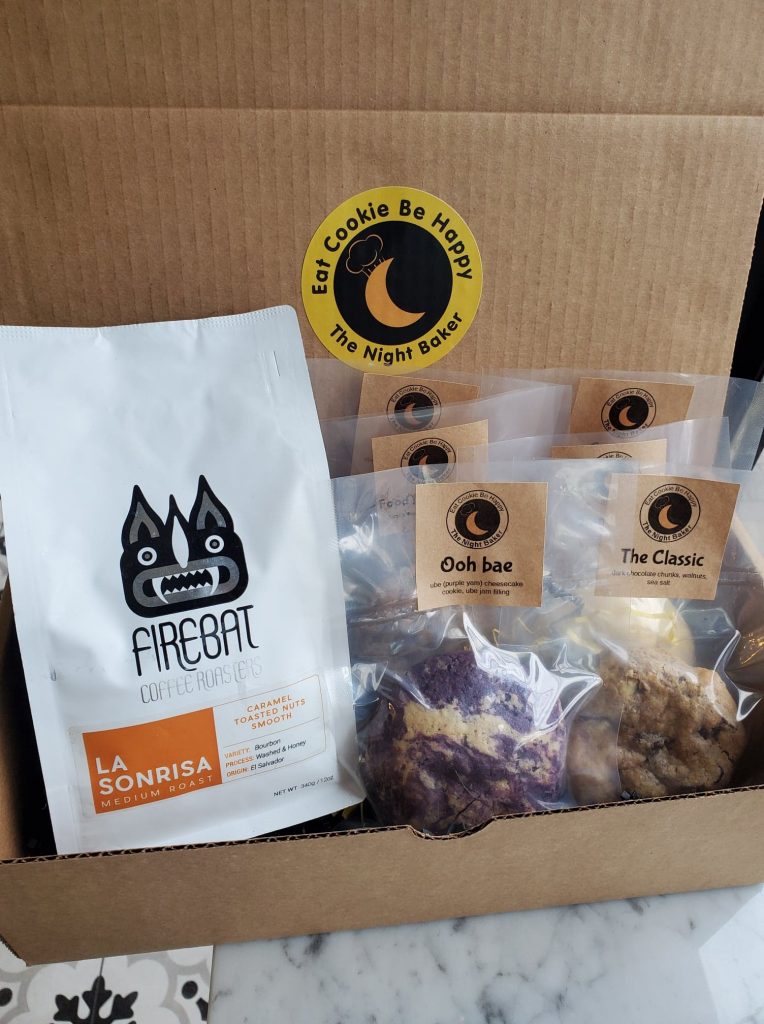 Eat Cookie Be Happy
The Night Baker
Eat Cookie Be Happy
The Night Baker
Ooh bae
ube (purple yam) cheesecake
cookie, ube jam filling
Eat Cookie Be Happy
The Night Baker
The Classic
dark chocolate chunks, walnuts,
sea salt
FIREBAT
COFFEE ROASTERS
LA
SONRISA
MEDIUM ROAST
CARAMEL
TOASTED NUTS
SMOOTH
VARIETY: Bourbon
PROCESS: Washed & Honey
ORIGIN: El Salvador
NET WT. 340g / 12oz